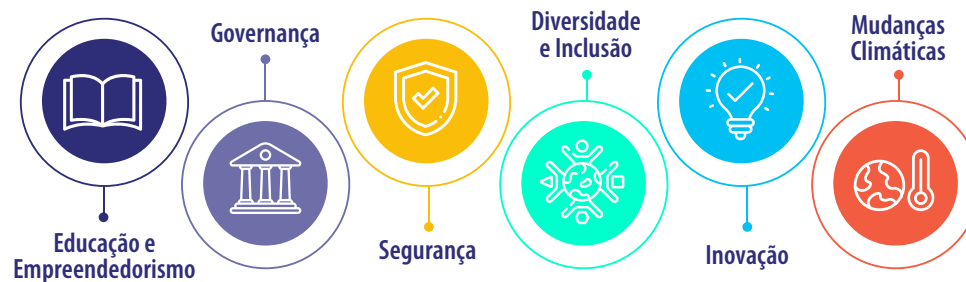 Educação e
Empreendedorismo
Governança
Segurança
Diversidade
e Inclusão
Inovação
Mudanças
Climáticas